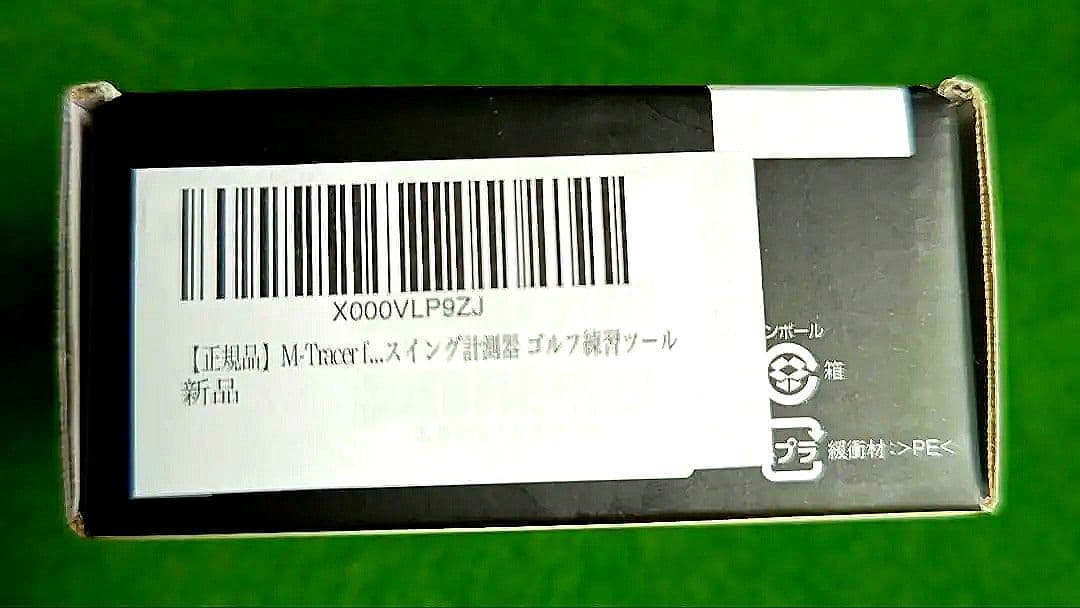 X000VLP9ZJ
【正規品】M-Tracer f...スイング計測器 ゴルフ練習ツール
新品
ンボール
箱
プラ
緩衝材:>PE<